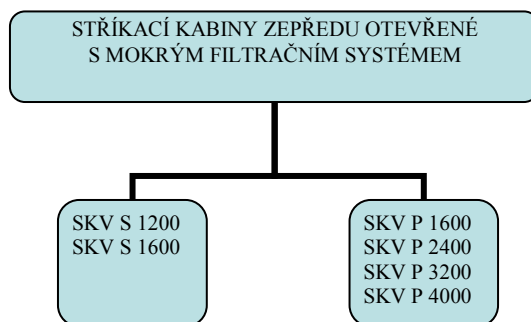 STŘÍKACÍ KABINY ZEPŘEDU OTEVŘENÉ
S MOKRÝM FILTRAČNÍM SYSTÉMEM
SKV S 1200
SKV S 1600
SKV P 1600
SKV P 2400
SKV P 3200
SKV P 4000